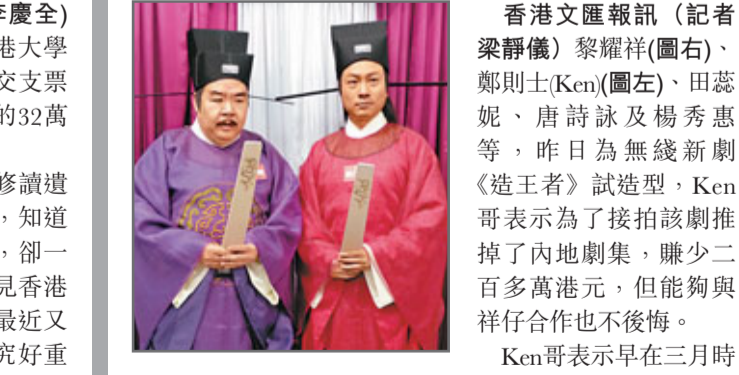 李慶全)
港大學
交支票
的32萬
修讀遺
，知道
，卻一
見香港
最近又
究好重
香港文匯報訊（記者
梁靜儀）黎耀祥(圖右)、
鄭則士(Ken)(圖左)、田蕊
妮、唐詩詠及楊秀惠
等，昨日為無綫新劇
《造王者》試造型，Ken
哥表示為了接拍該劇推
掉了內地劇集，賺少二
百多萬港元，但能夠與
祥仔合作也不後悔。
Ken哥表示早在三月時